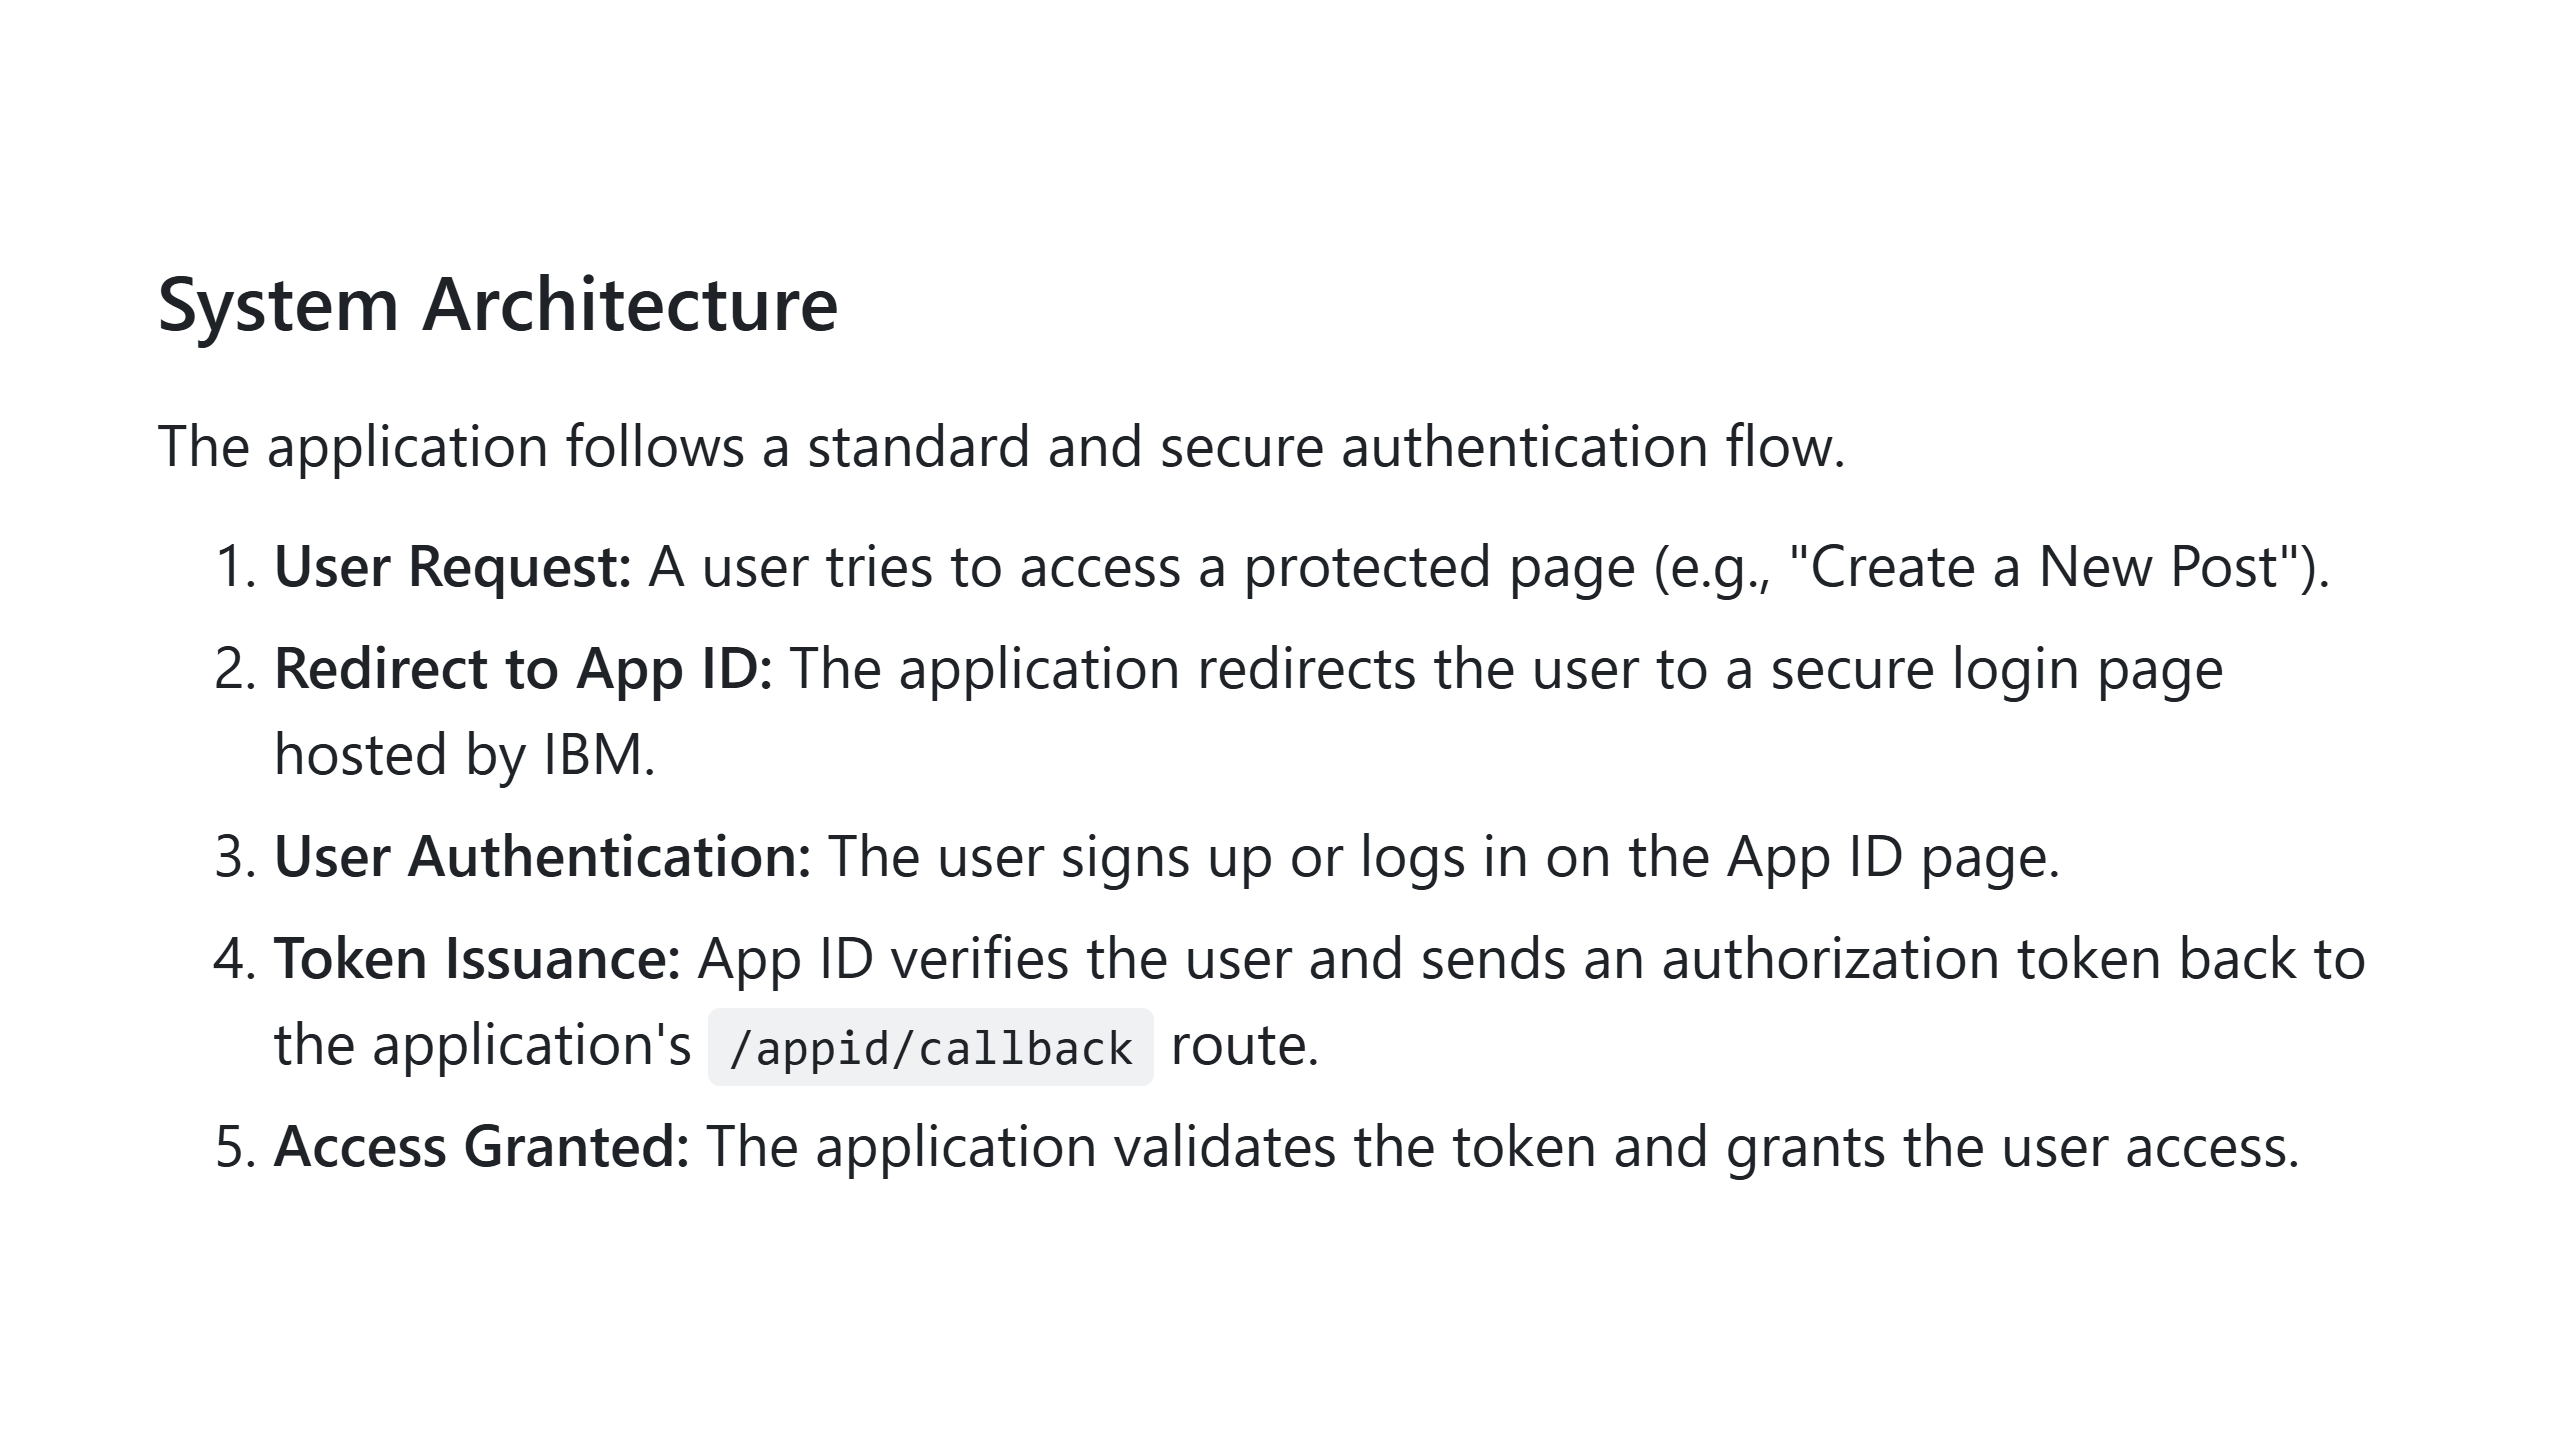 System Architecture
The application follows a standard and secure authentication flow.
1. User Request: A user tries to access a protected page (e.g., "Create a New Post").
2. Redirect to App ID: The application redirects the user to a secure login page
hosted by IBM.
3. User Authentication: The user signs up or logs in on the App ID page.
4. Token Issuance: App ID verifies the user and sends an authorization token back to
the application's /appid/callback route.
5. Access Granted: The application validates the token and grants the user access.